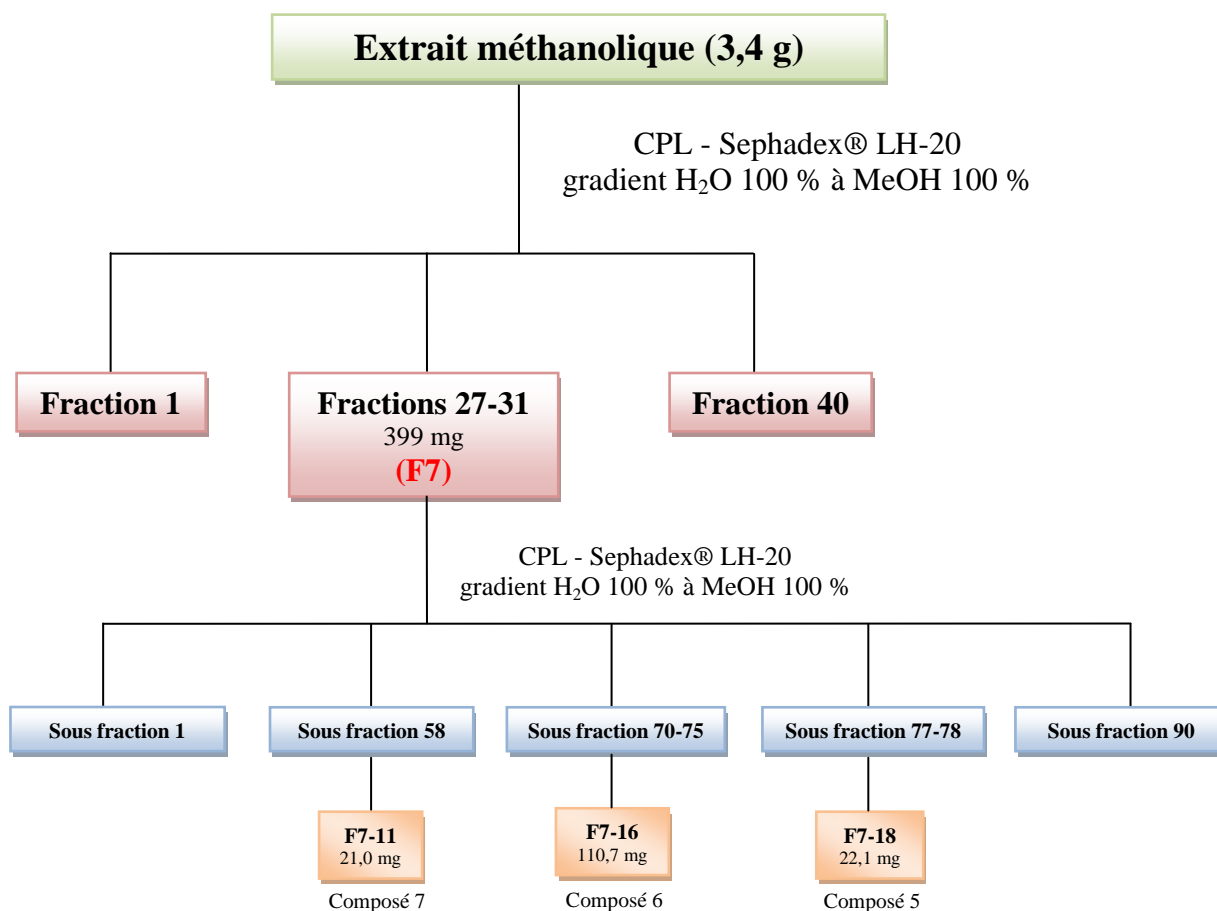 Extrait méthanolique (3,4 g)
CPL - Sephadex® LH-20
gradient H₂O 100 % à MeOH 100 %
Fraction 1
Fractions 27-31
399 mg
(F7)
Fraction 40
CPL - Sephadex® LH-20
gradient H₂O 100 % à MeOH 100 %
Sous fraction 1
Sous fraction 58
Sous fraction 70-75
Sous fraction 77-78
Sous fraction 90
F7-11
21,0 mg
Composé 7
F7-16
110,7 mg
Composé 6
F7-18
22,1 mg
Composé 5